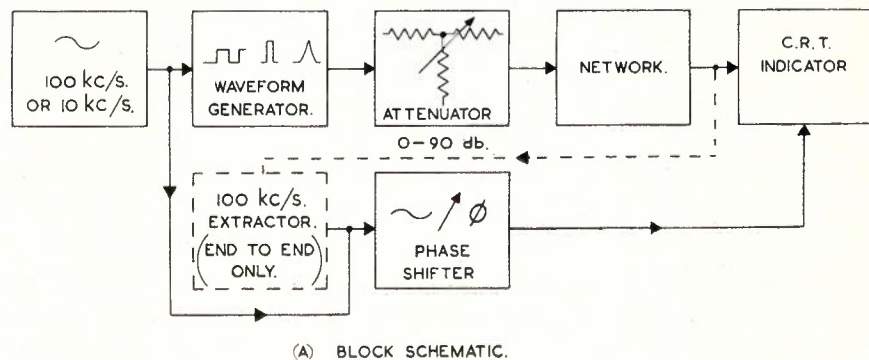 100 kc/s.
OR 10 kc/s.
WAVEFORM
GENERATOR.
ATTENUATOR
0-90 db.
NETWORK.
C.R.T.
INDICATOR
100 kc/s.
EXTRACTOR.
(END TO END
ONLY.)
~ ϕ
PHASE
SHIFTER
(A) BLOCK SCHEMATIC.